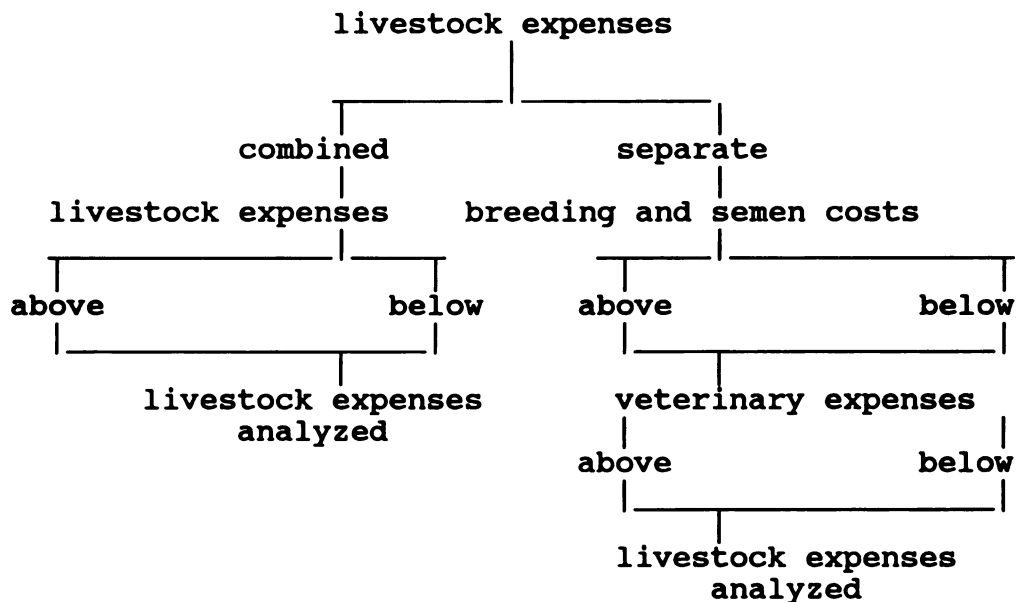 livestock expenses
combined separate
livestock expenses breeding and semen costs
above below above below
livestock expenses veterinary expenses
analyzed
above below
livestock expenses
analyzed